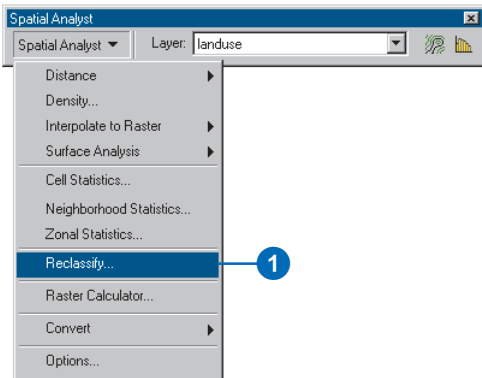 Spatial Analyst
Spatial Analyst Layer: landuse
Distance
Density...
Interpolate to Raster
Surface Analysis
Cell Statistics...
Neighborhood Statistics...
Zonal Statistics...
Reclassify... 1
Raster Calculator...
Convert
Options...